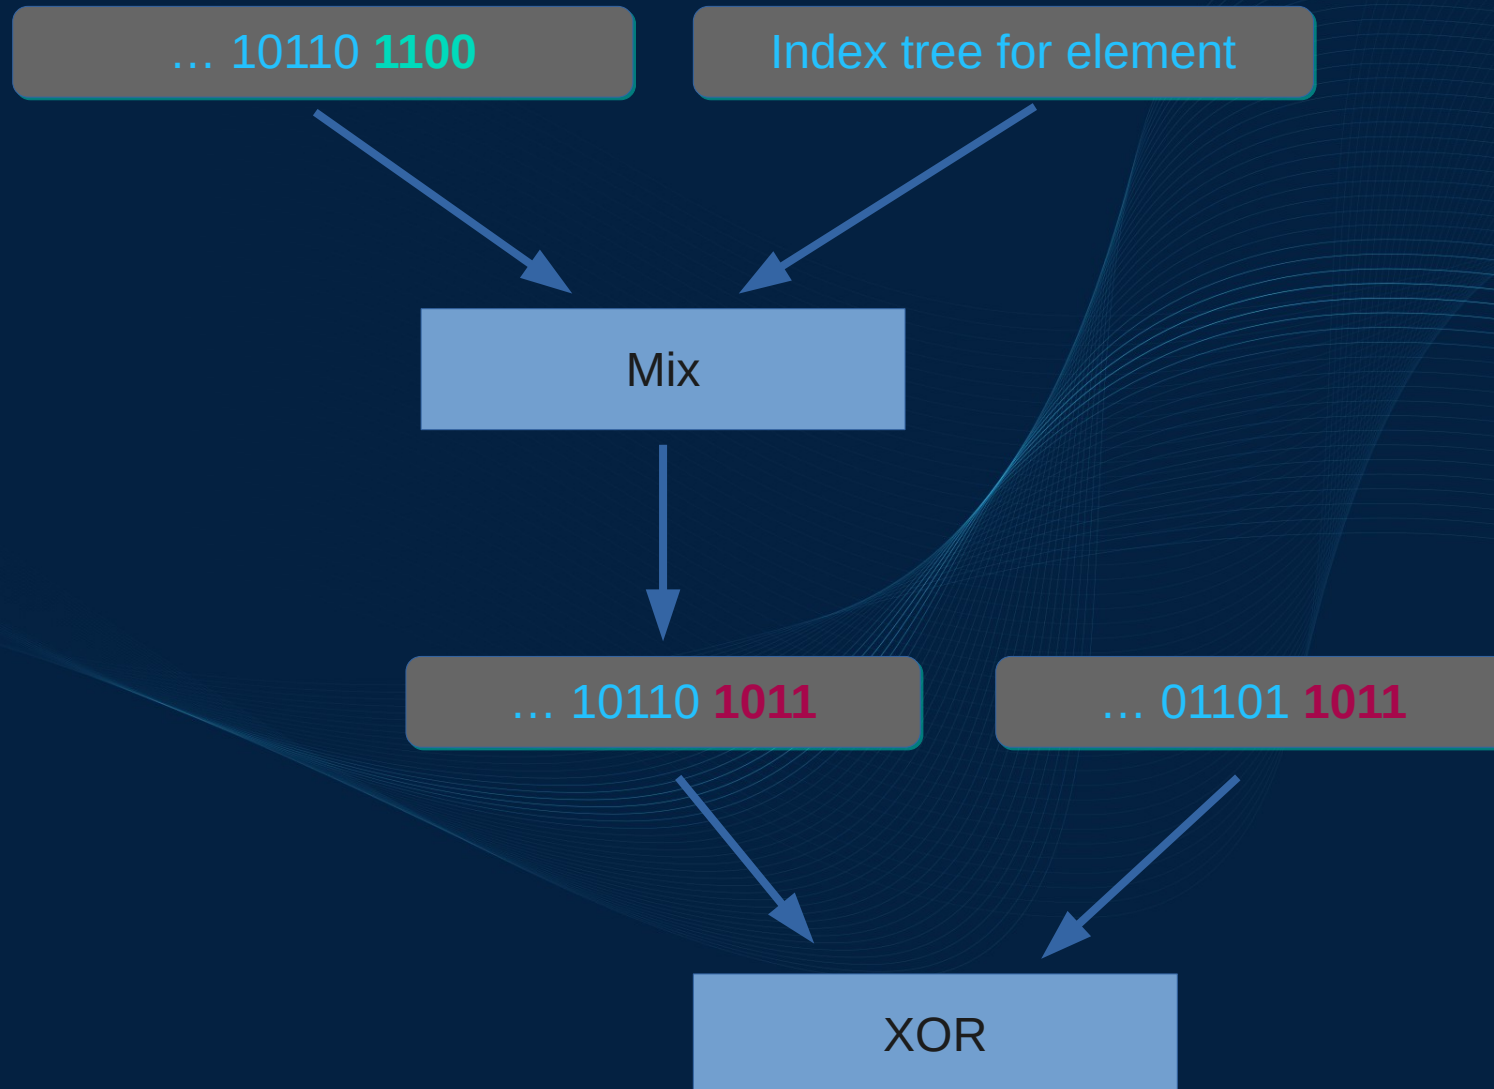 … 10110 1100
Index tree for element
Mix
… 10110 1011
… 01101 1011
XOR